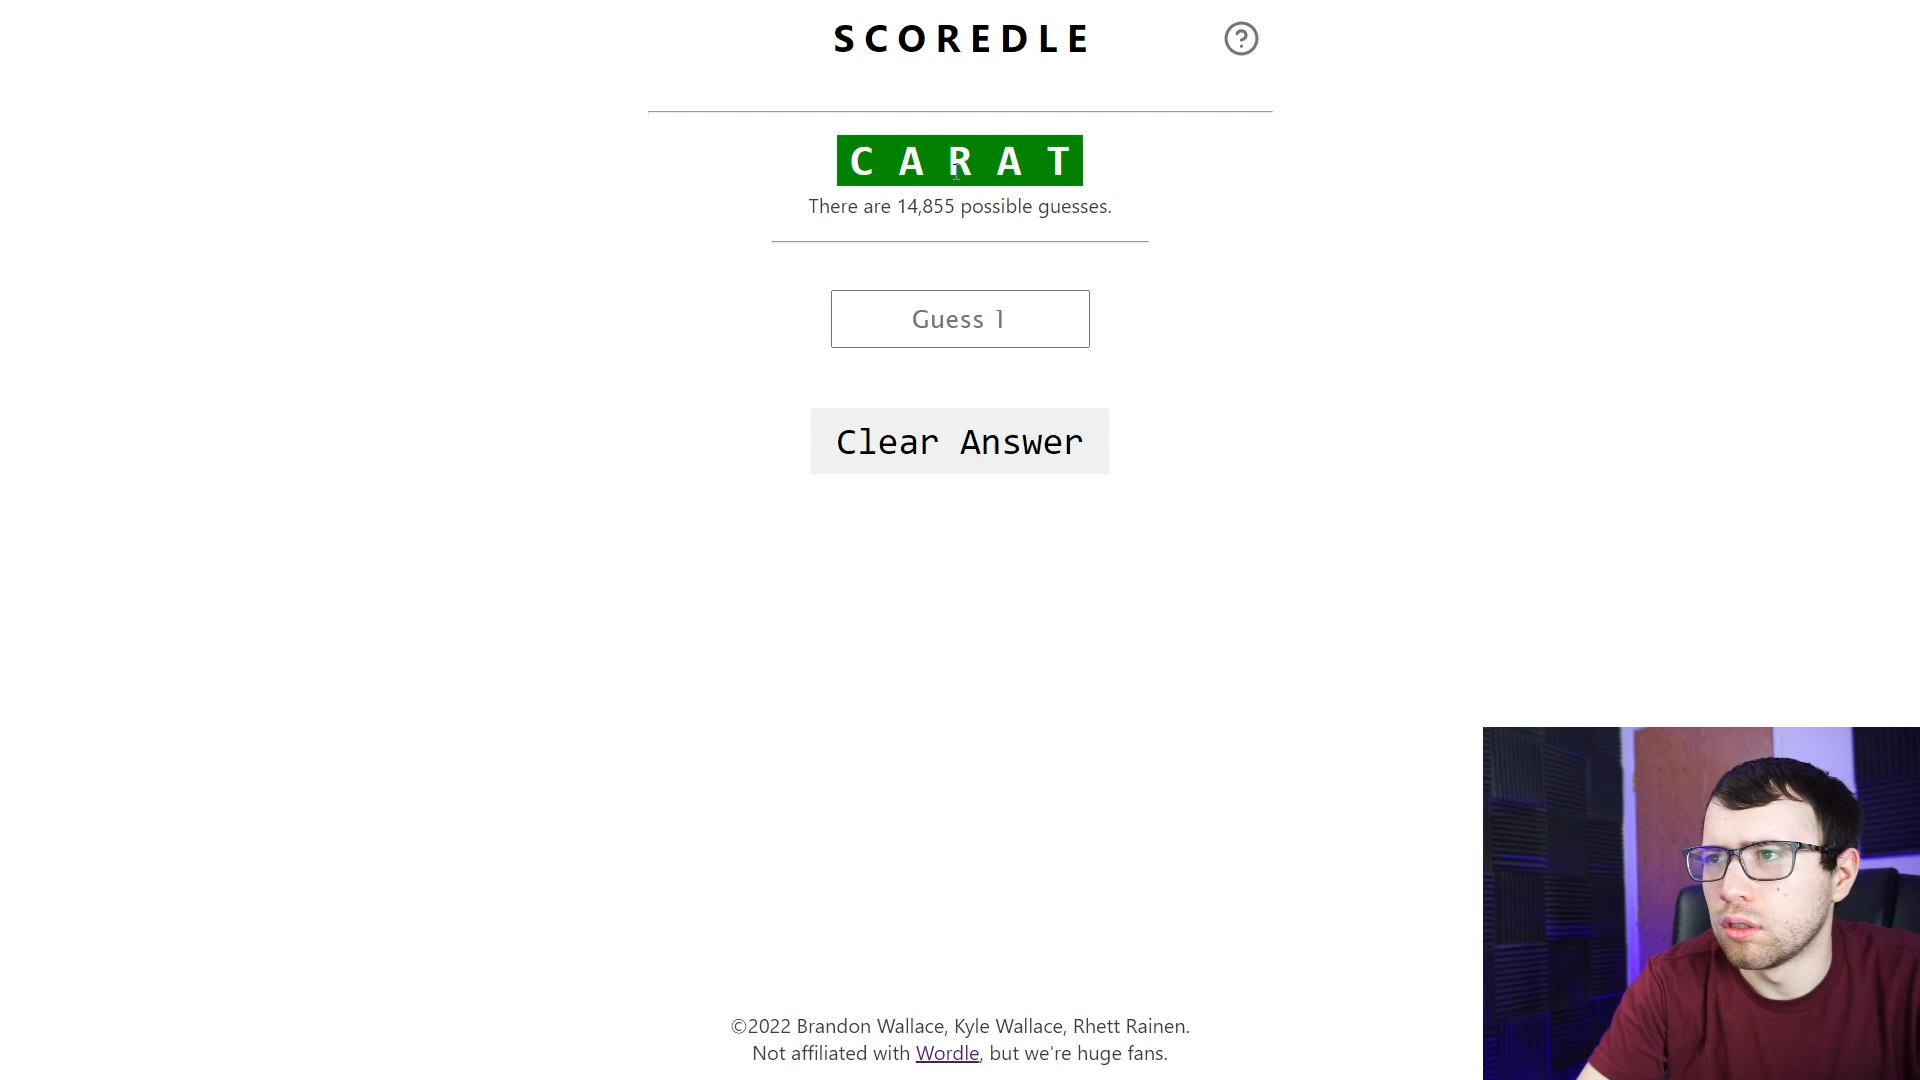 SCOREDLE
CARAT
There are 14,855 possible guesses.
Guess 1
Clear Answer
©2022 Brandon Wallace, Kyle Wallace, Rhett Rainen.
Not affiliated with Wordle, but we're huge fans.